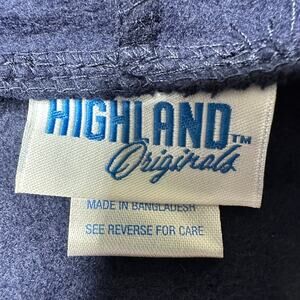 HIGHLAND™
Originals
MADE IN BANGLADESH
SEE REVERSE FOR CARE